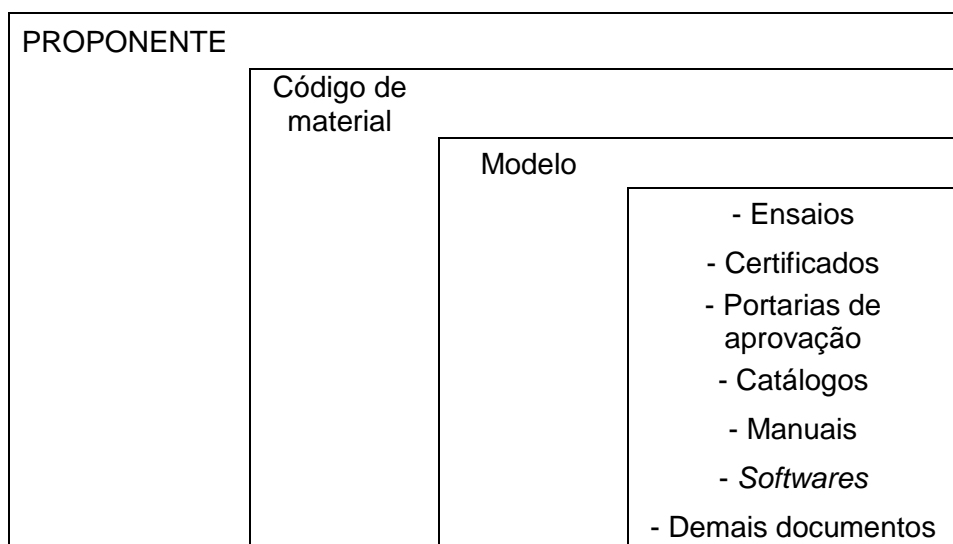 PROPONENTE
Código de
material
Modelo
- Ensaios
- Certificados
- Portarias de
aprovação
- Catálogos
- Manuais
- Softwares
- Demais documentos